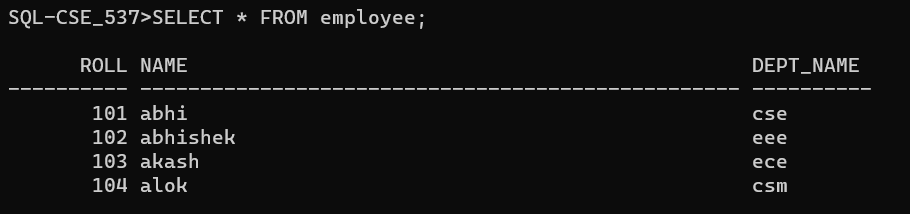 SQL-CSE_537>SELECT * FROM employee;
ROLL NAME DEPT_NAME
---------- -------------------------------------------------- ----------
101 abhi cse
102 abhishek eee
103 akash ece
104 alok csm